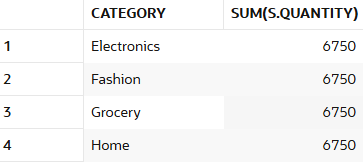 CATEGORY SUM(S.QUANTITY)
1 Electronics 6750
2 Fashion 6750
3 Grocery 6750
4 Home 6750